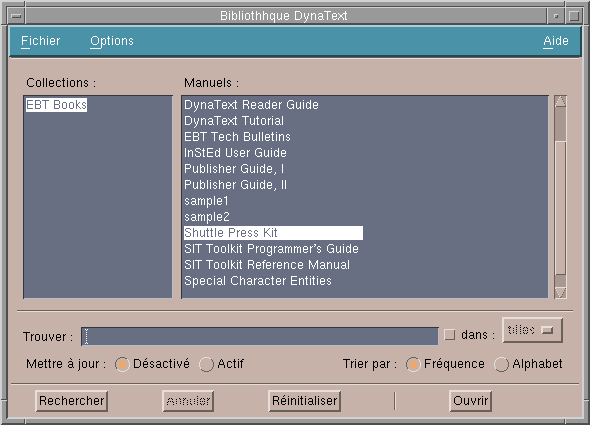 Bibliothhque DynaText
Fichier Options Aide
Collections : Manuels :
EBT Books
DynaText Reader Guide
DynaText Tutorial
EBT Tech Bulletins
InStEd User Guide
Publisher Guide, I
Publisher Guide, II
sample1
sample2
Shuttle Press Kit
SIT Toolkit Programmer's Guide
SIT Toolkit Reference Manual
Special Character Entities
Trouver : dans :
Mettre à jour : Désactivé Actif Trier par : Fréquence Alphabet
Rechercher Annuler Réinitialiser Ouvrir